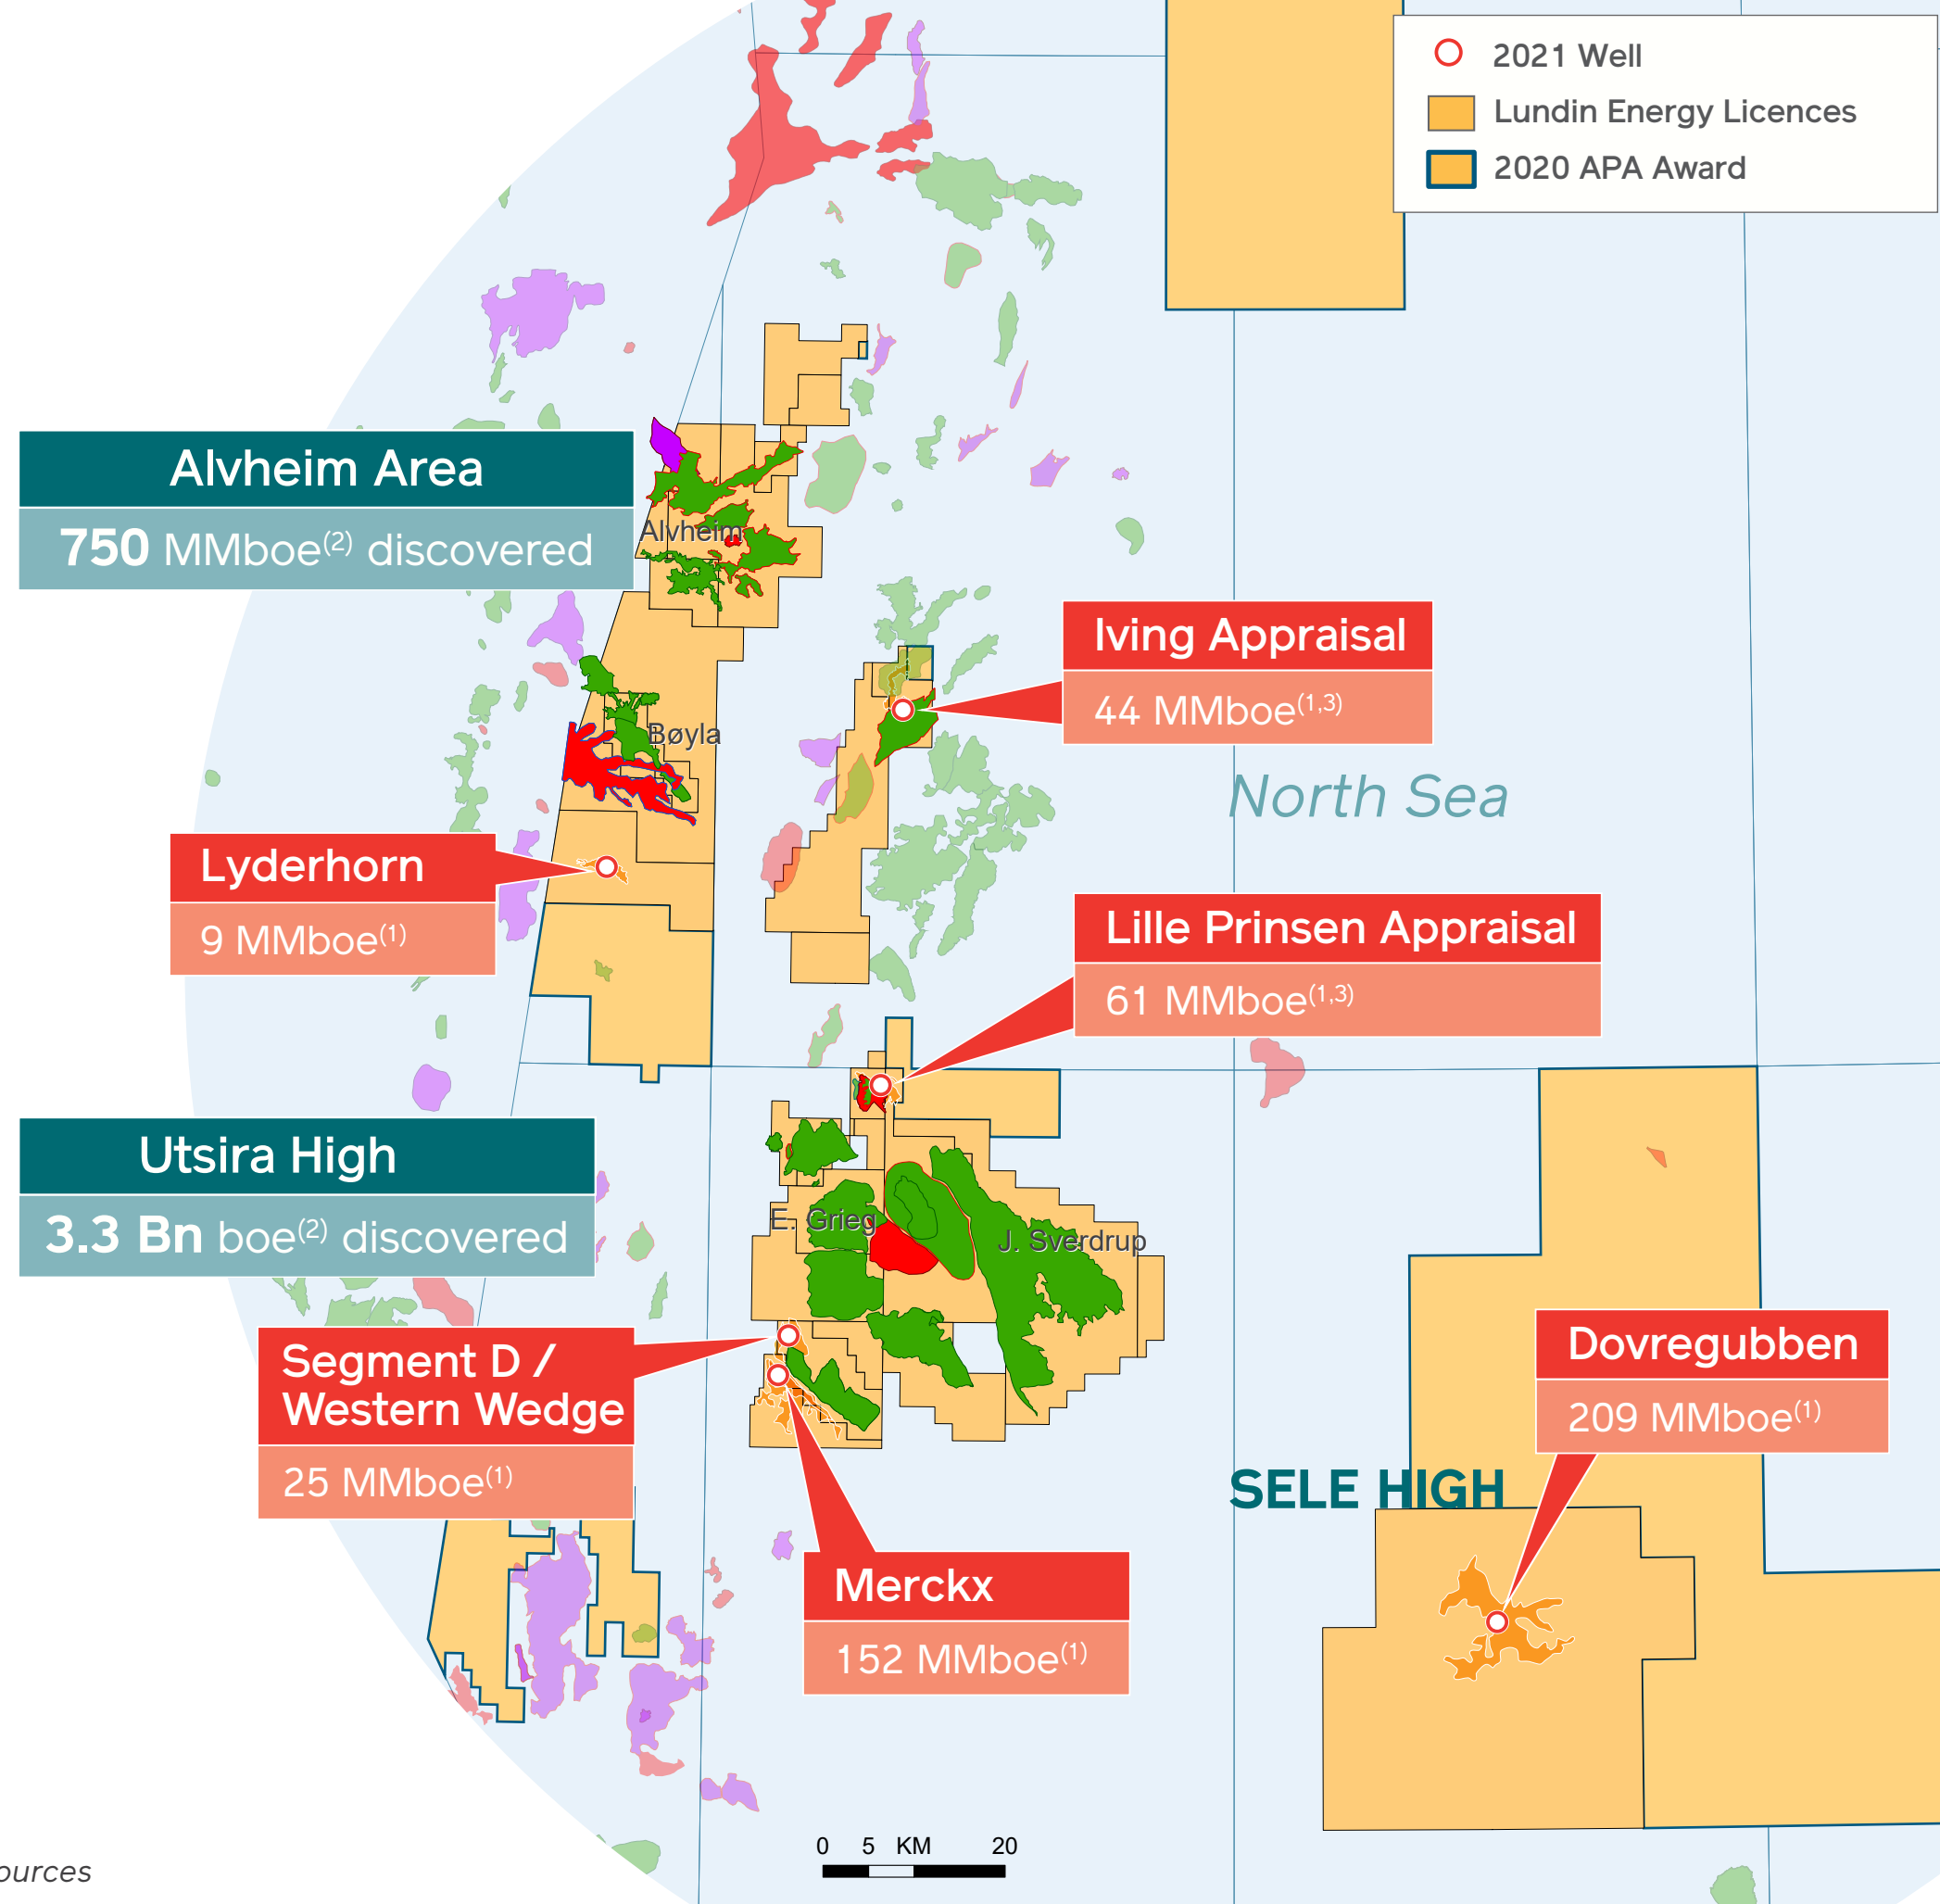 2021 Well
Lundin Energy Licences
2020 APA Award
Alvheim Area
750 MMboe(2) discovered
Alvheim
Iving Appraisal
44 MMboe(1,3)
Bøyla
North Sea
Lyderhorn
9 MMboe(1)
Lille Prinsen Appraisal
61 MMboe(1,3)
Utsira High
3.3 Bn boe(2) discovered
E. Grieg
J. Sverdrup
Segment D /
Western Wedge
25 MMboe(1)
Dovregubben
209 MMboe(1)
SELE HIGH
Merckx
152 MMboe(1)
0 5 KM 20